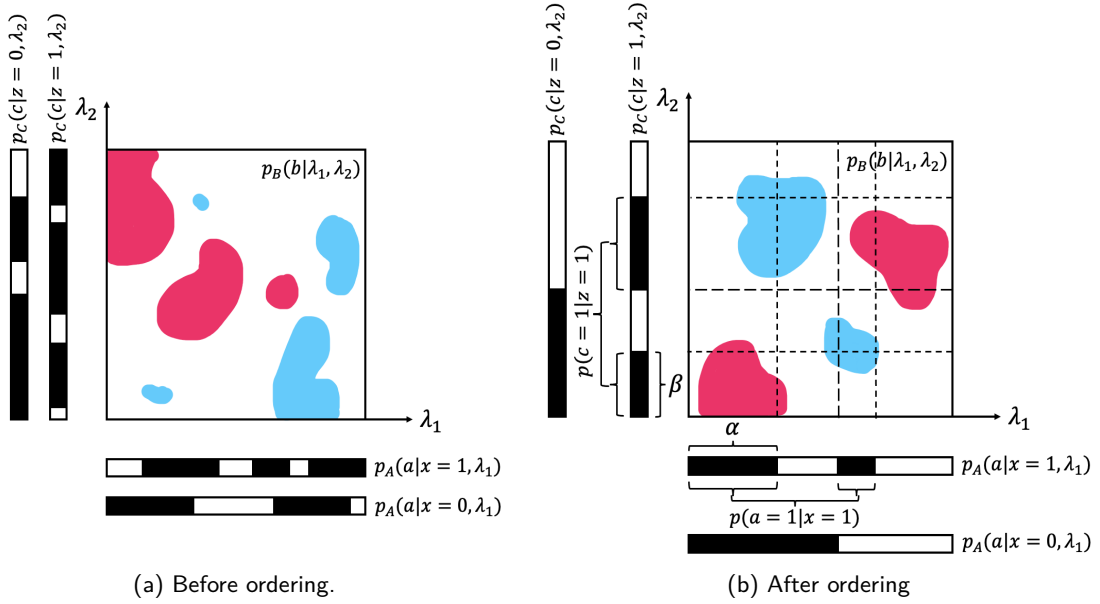 p_C(c|z = 0, λ_2)
p_C(c|z = 1, λ_2)
λ_2
p_B(b|λ_1, λ_2)
λ_1
p_A(a|x = 1, λ_1)
p_A(a|x = 0, λ_1)
(a) Before ordering.
p_C(c|z = 0, λ_2)
p_C(c|z = 1, λ_2)
λ_2
p_B(b|λ_1, λ_2)
p(c = 1|z = 1)
β
λ_1
α
p_A(a|x = 1, λ_1)
p(a = 1|x = 1)
p_A(a|x = 0, λ_1)
(b) After ordering